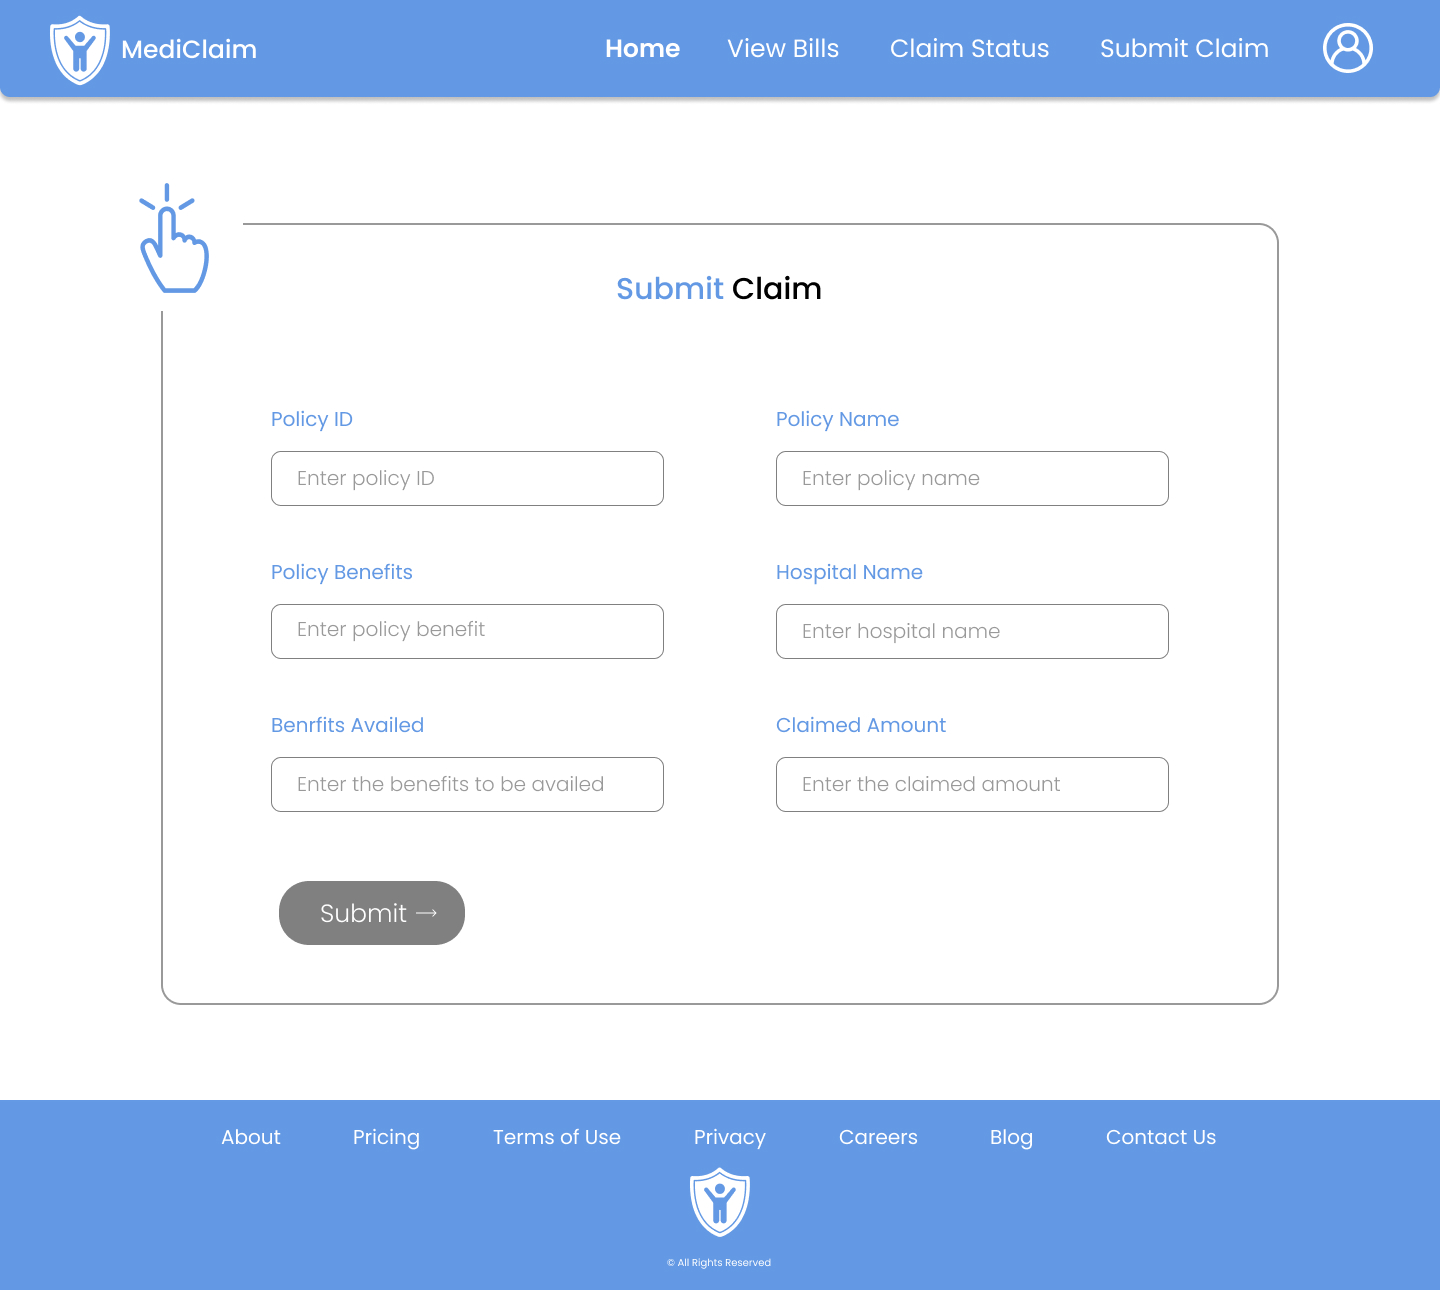 MediClaim
Home View Bills Claim Status Submit Claim
Submit Claim
Policy ID Policy Name
Enter policy ID Enter policy name
Policy Benefits Hospital Name
Enter policy benefit Enter hospital name
Benrfits Availed Claimed Amount
Enter the benefits to be availed Enter the claimed amount
Submit →
About Pricing Terms of Use Privacy Careers Blog Contact Us
© All Rights Reserved